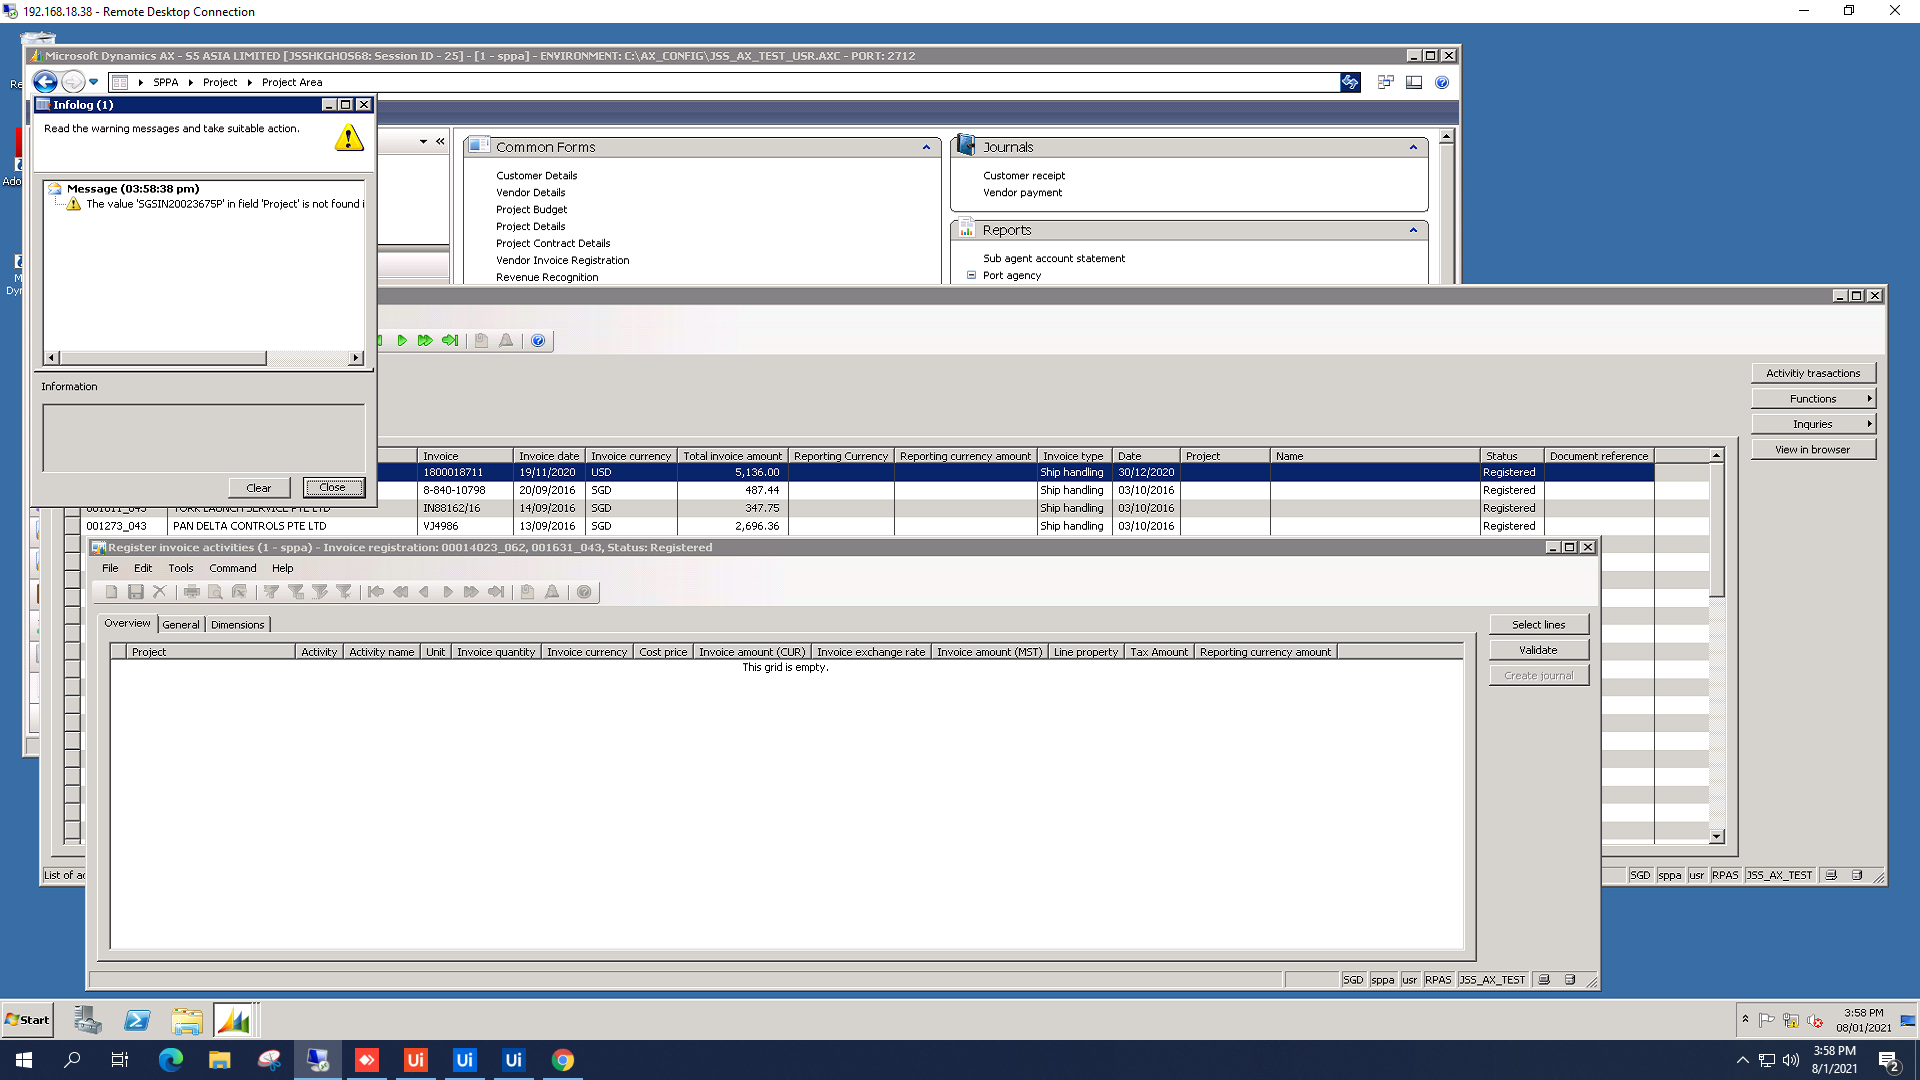 192.168.18.38 - Remote Desktop Connection
Microsoft Dynamics AX - S5 ASIA LIMITED [JSSHKGHOS68: Session ID - 25] - [1 - sppa] - ENVIRONMENT: C:\AX_CONFIG\JSS_AX_TEST_USR.AXC - PORT: 2712
SPPA Project Project Area
Infolog (1)
Read the warning messages and take suitable action.
Message (03:58:38 pm)
The value 'SGSIN20023675P' in field 'Project' is not found i
Information
Clear Close
Common Forms
Customer Details
Vendor Details
Project Budget
Project Details
Project Contract Details
Vendor Invoice Registration
Revenue Recognition
Journals
Customer receipt
Vendor payment
Reports
Sub agent account statement
Port agency
Activitiy trasactions
Functions
Inquries
View in browser
Invoice Invoice date Invoice currency Total invoice amount Reporting Currency Reporting currency amount Invoice type Date Project Name Status Document reference
1800018711 19/11/2020 USD 5,136.00 Ship handling 30/12/2020 Registered
8-840-10798 20/09/2016 SGD 487.44 Ship handling 03/10/2016 Registered
IN88162/16 14/09/2016 SGD 347.75 Ship handling 03/10/2016 Registered
001273_043 PAN DELTA CONTROLS PTE LTD VJ4986 13/09/2016 SGD 2,696.36 Ship handling 03/10/2016 Registered
Register invoice activities (1 - sppa) - Invoice registration: 00014023_062, 001631_043, Status: Registered
File Edit Tools Command Help
Overview General Dimensions
Project Activity Activity name Unit Invoice quantity Invoice currency Cost price Invoice amount (CUR) Invoice exchange rate Invoice amount (MST) Line property Tax Amount Reporting currency amount
This grid is empty.
Select lines
Validate
Create journal
List of ac
SGD sppa usr RPAS JSS_AX_TEST
SGD sppa usr RPAS JSS_AX_TEST
Start
3:58 PM
08/01/2021
Ui Ui Ui
3:58 PM
8/1/2021
2